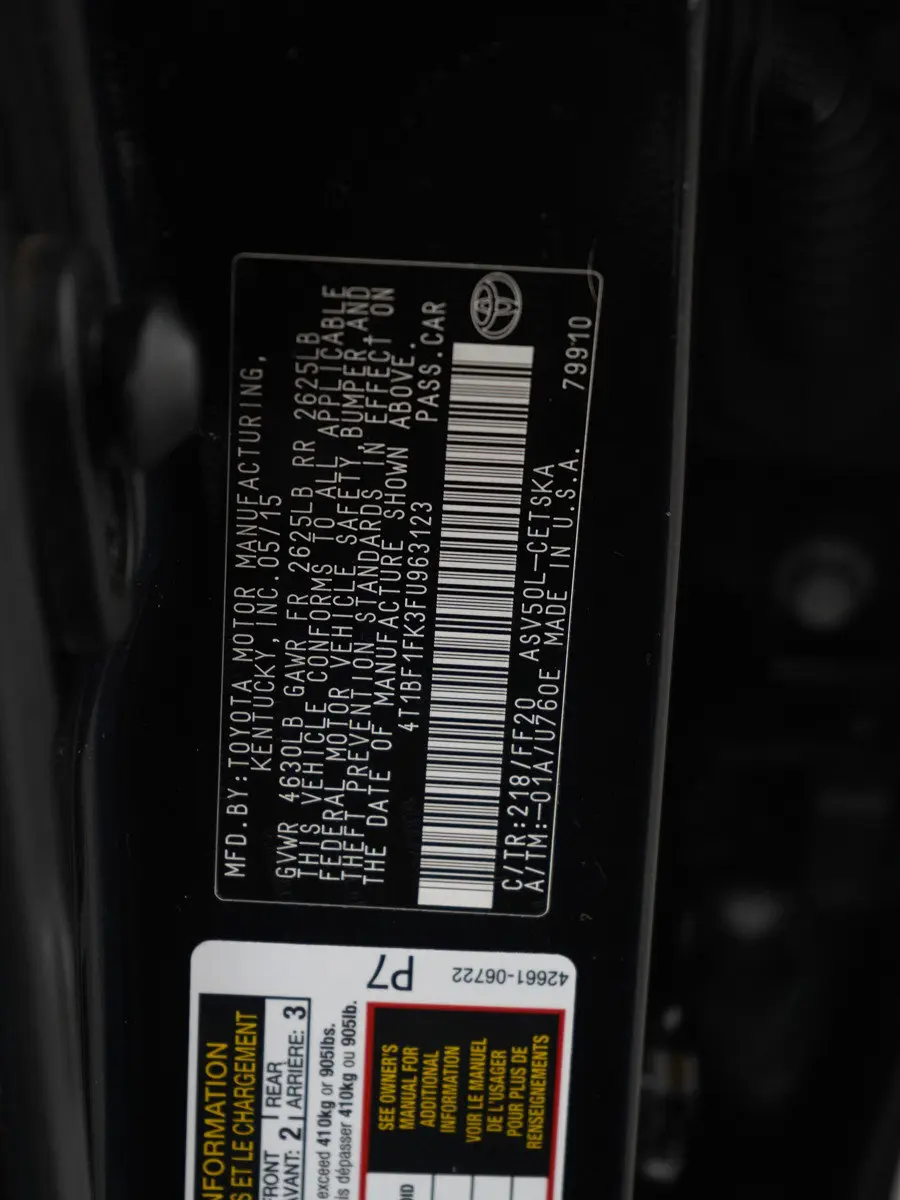 MFD.BY:TOYOTA MOTOR MANUFACTURING,
KENTUCKY,INC.05/15
GVWR 4630LB GAWR FR 2625LB RR 2625LB
THIS VEHICLE CONFORMS TO ALL APPLICABLE
FEDERAL MOTOR VEHICLE SAFETY,BUMPER,AND
THEFT PREVENTION STANDARDS IN EFFECT ON
THE DATE OF MANUFACTURE SHOWN ABOVE.
4T1BF1FK3FU963123 PASS.CAR
C/TR:218/FF20 ASV50L-CETSKA
A/TM:-01A/U760E MADE IN U.S.A. 79910
P7
42661-06722
NFORMATION
S ET LE CHARGEMENT
FRONT REAR
AVANT: 2 ARRIÈRE: 3
exceed 410kg or 905lbs.
is dépasser 410kg ou 905lb.
SEE OWNER'S
MANUAL FOR
ADDITIONAL
INFORMATION
VOIR LE MANUEL
DE L'USAGER
POUR PLUS DE
RENSEIGNEMENTS